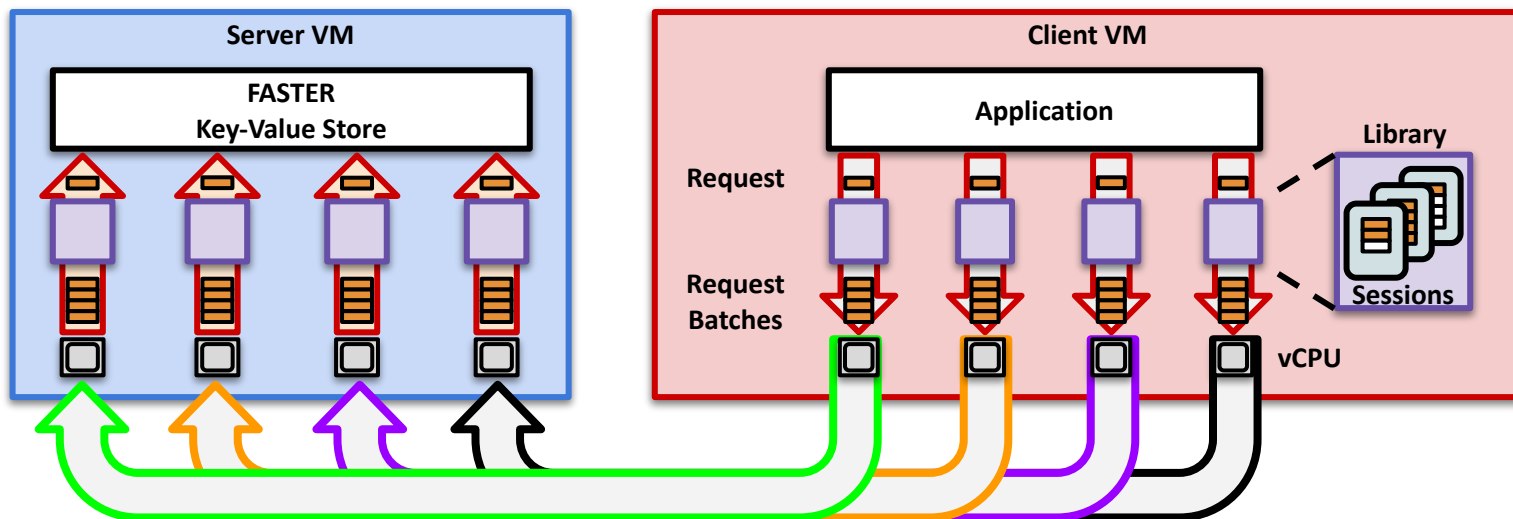 Server VM
FASTER
Key-Value Store
Client VM
Application
Library
Request
Request
Batches
Sessions
vCPU